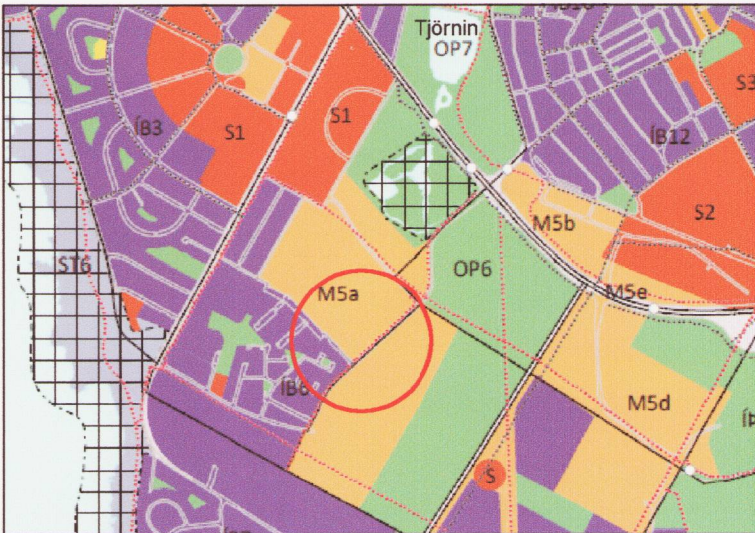 Tjörnin
OP7
ÍB3
S1
S1
S3
ÍB12
S2
M5b
ST6
OP6
M5a
M5e
ÍB6
M5d
S